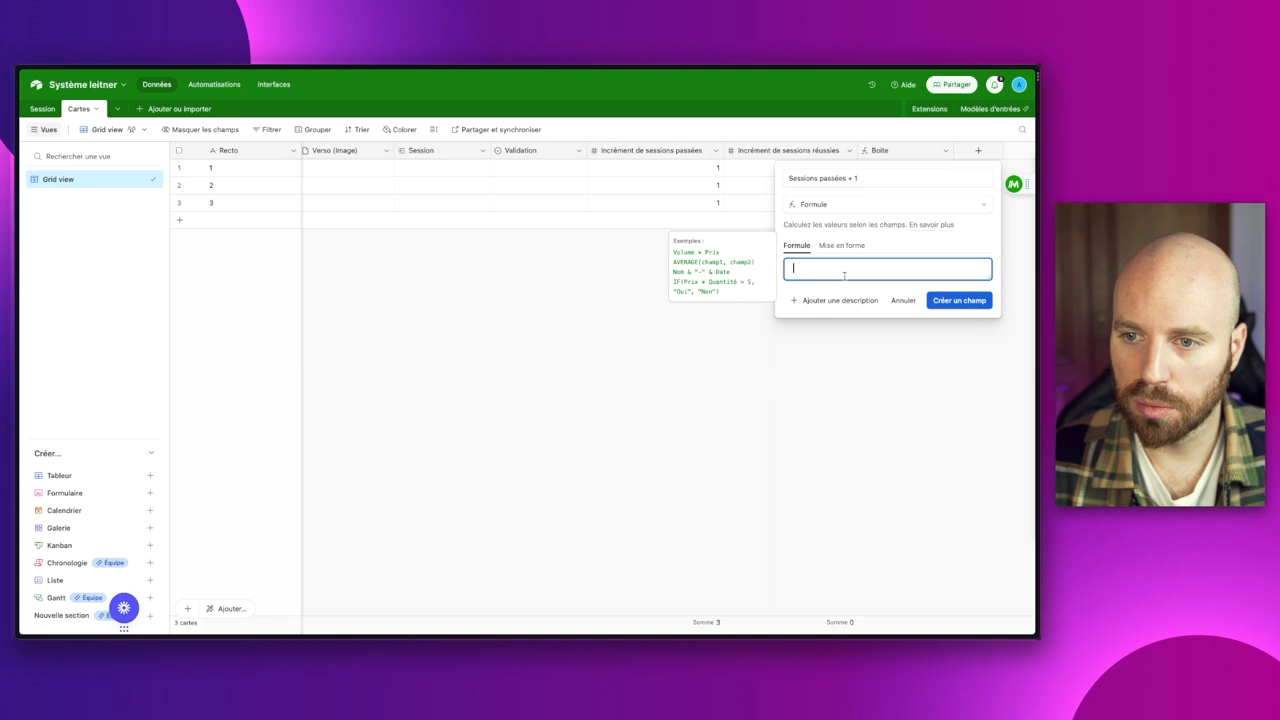 Système leitner
Données
Automatisations
Interfaces
Aide
Partager
Session
Cartes
Ajouter ou importer
Extensions
Modèles d'entrées
Vues
Grid view
Masquer les champs
Filtrer
Grouper
Trier
Colorer
Partager et synchroniser
Rechercher une vue
Grid view
Recto
Verso (Image)
Session
Validation
Incrément de sessions passées
Incrément de sessions réussies
Boîte
1 1 1
2 2 1
3 3 1
Sessions passées + 1
Formule
Calculez les valeurs selon les champs. En savoir plus
Formule
Mise en forme
Exemples :
Volume * Prix
AVERAGE(champ1, champ2)
Nom & "-" & Date
IF(Prix * Quantité > 5,
"Oui", "Non")
Ajouter une description
Annuler
Créer un champ
Créer...
Tableur
Formulaire
Calendrier
Galerie
Kanban
Chronologie Équipe
Liste
Gantt Équipe
Nouvelle section
Ajouter...
3 cartes
Somme 3
Somme 0